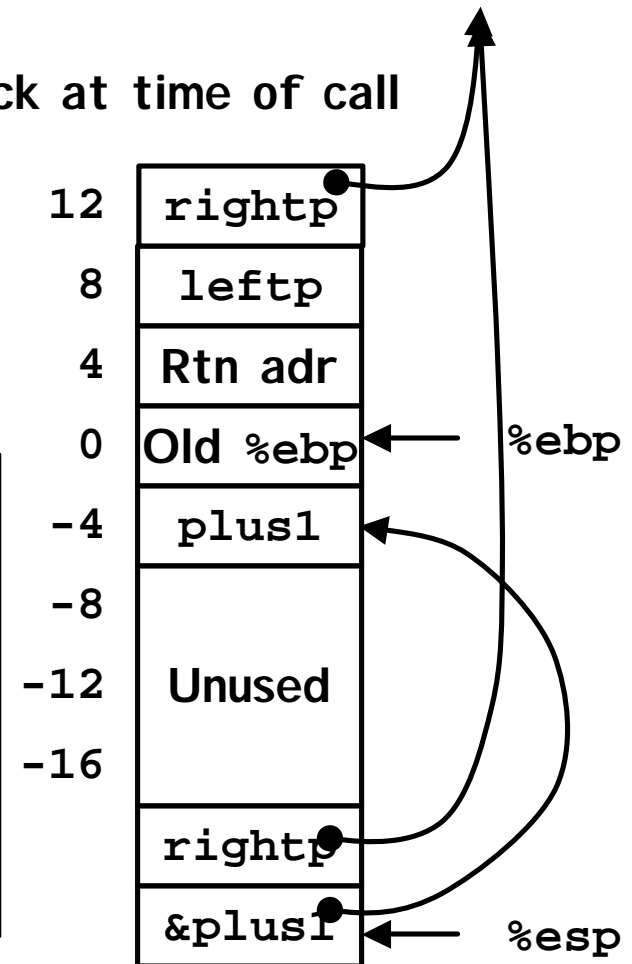 ck at time of call
12 rightp
8 leftp
4 Rtn adr
0 Old %ebp %ebp
-4 plus1
-8
-12 Unused
-16
rightp
&plus1 %esp